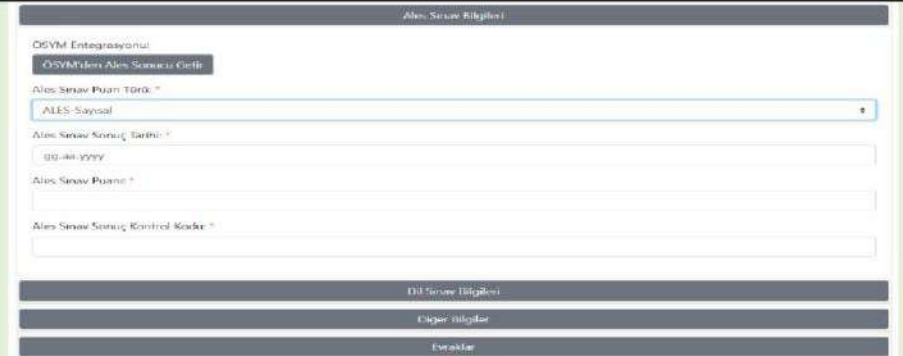 Ales Sınav Bilgileri
ÖSYM Entegrasyonu:
ÖSYM'den Ales Sonucu Getir
Ales Sınav Puan Türü: *
ALES-Sayısal
Ales Sınav Sonuç Tarihi: *
gg.aa.yyyy
Ales Sınav Puanı: *
Ales Sınav Sonuç Kontrol Kodu: *
Dil Sınav Bilgileri
Diğer Bilgiler
Evraklar